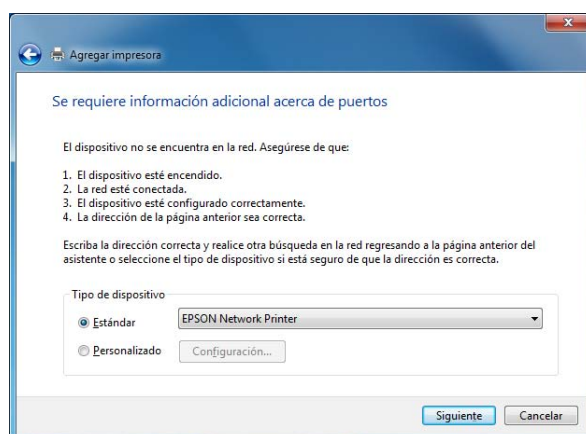 Agregar impresora
Se requiere información adicional acerca de puertos
El dispositivo no se encuentra en la red. Asegúrese de que:
1. El dispositivo esté encendido.
2. La red esté conectada.
3. El dispositivo esté configurado correctamente.
4. La dirección de la página anterior sea correcta.
Escriba la dirección correcta y realice otra búsqueda en la red regresando a la página anterior del
asistente o seleccione el tipo de dispositivo si está seguro de que la dirección es correcta.
Tipo de dispositivo
Estándar EPSON Network Printer
Personalizado Configuración...
Siguiente Cancelar